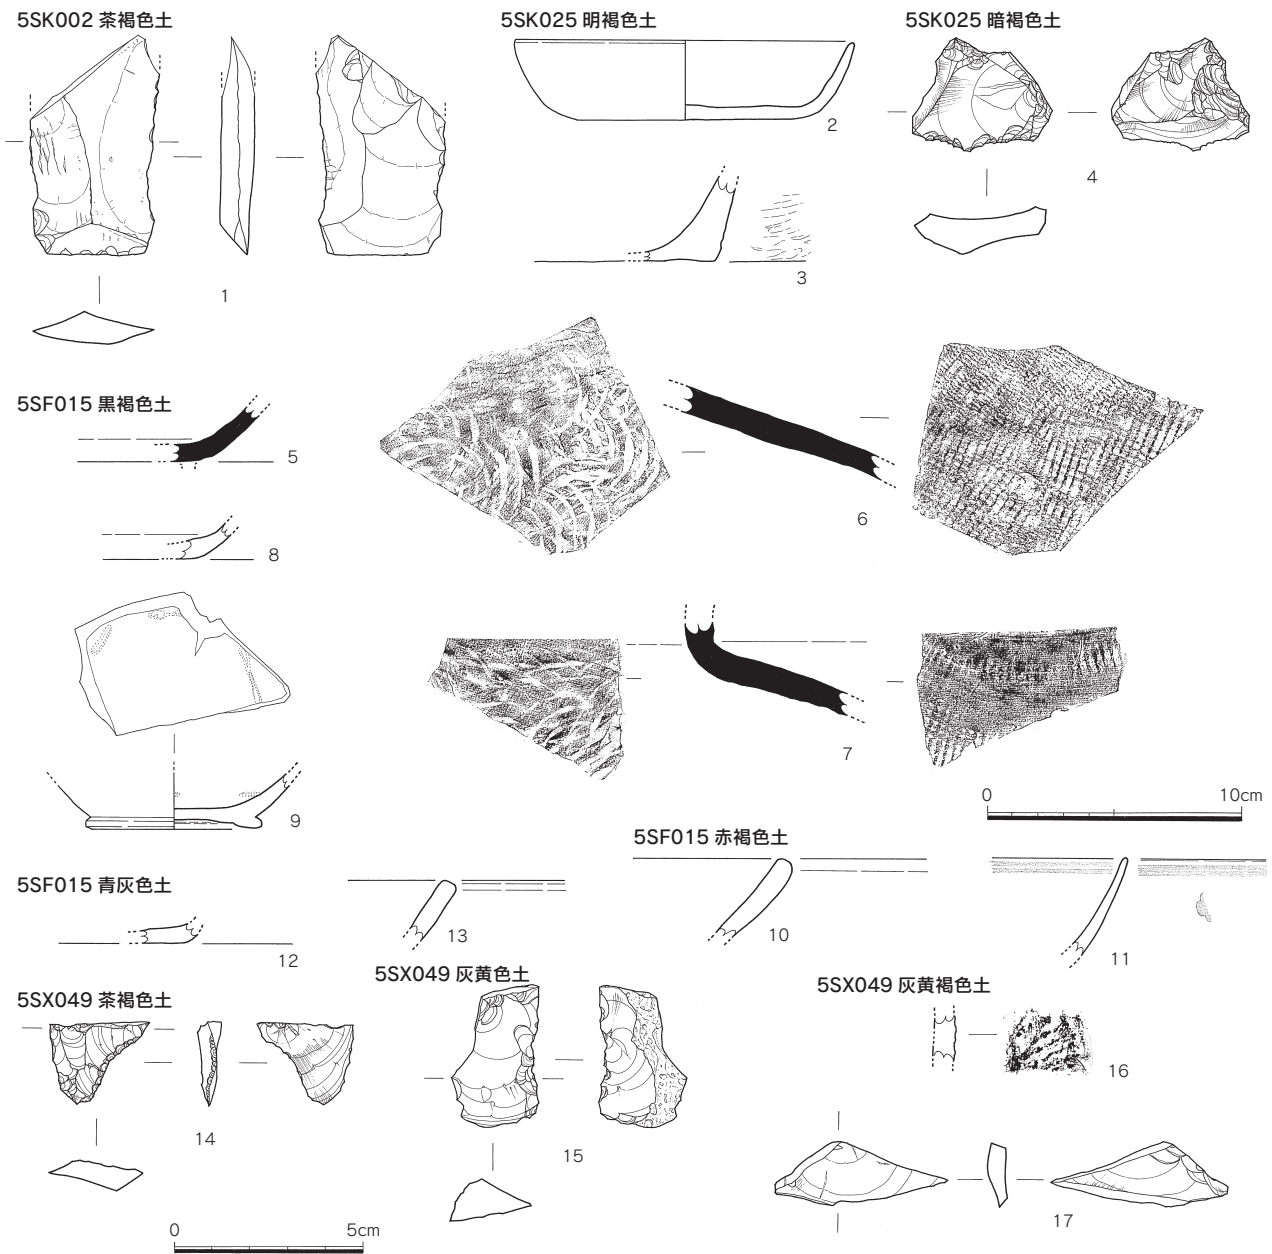 5SK002 茶褐色土
5SK025 明褐色土
5SK025 暗褐色土
2
4
3
1
5SF015 黒褐色土
5
6
8
7
0 10cm
9
5SF015 赤褐色土
5SF015 青灰色土
13
10
11
12
5SX049 灰黄色土
5SX049 灰黄褐色土
5SX049 茶褐色土
16
14
15
17
0 5cm